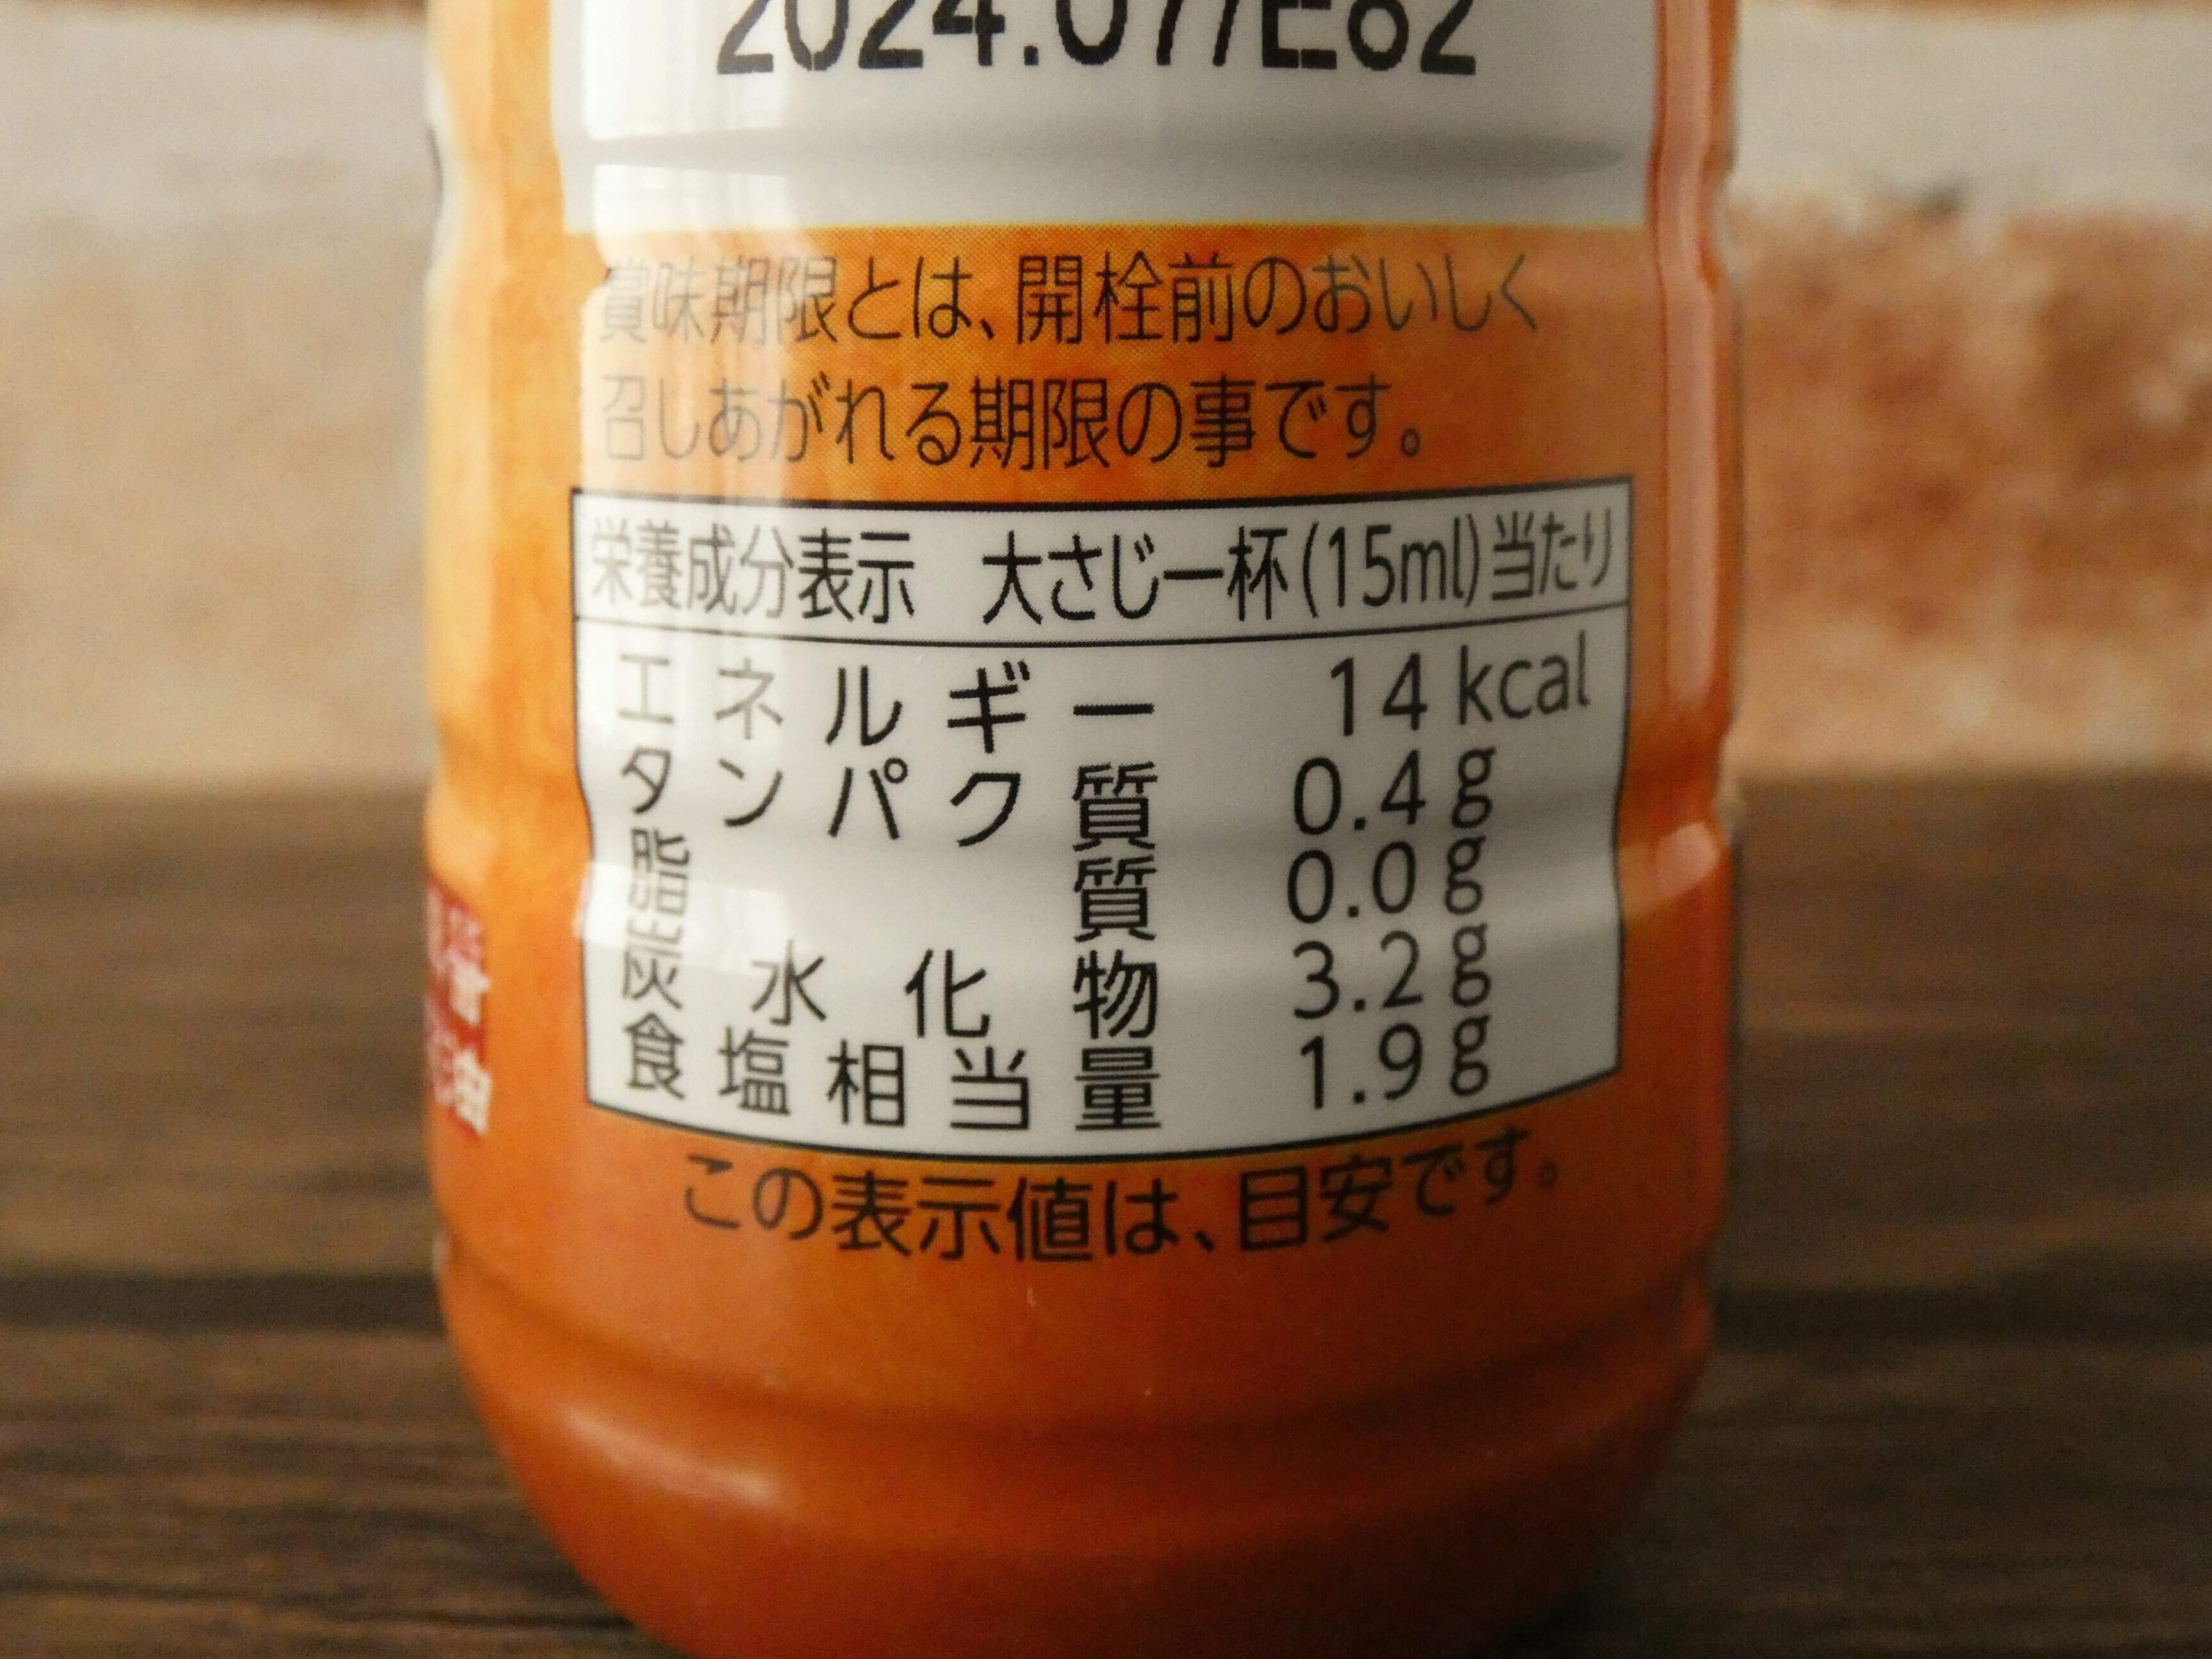 2024.07/E62
賞味期限とは、開栓前のおいしく
召しあがれる期限の事です。
栄養成分表示 大さじ一杯(15ml)当たり
エネルギー 14kcal
タンパク質 0.4g
脂質 0.0g
炭水化物 3.2g
食塩相当量 1.9g
この表示値は、目安です。